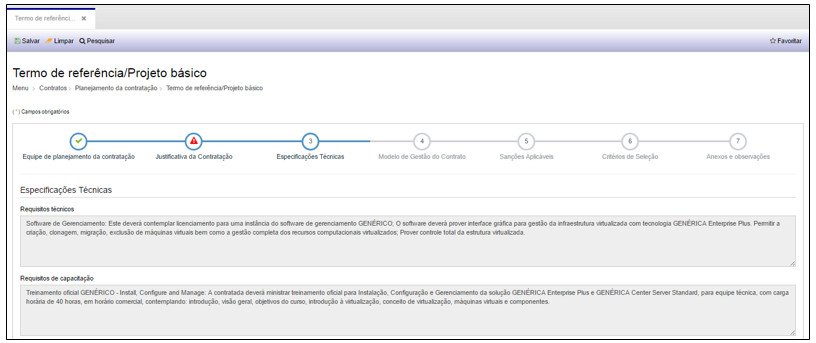 Termo de referênci... ×
Salvar Limpar Pesquisar Favoritar
Termo de referência/Projeto básico
Menu > Contratos > Planejamento da contratação > Termo de referência/Projeto básico
( * ) Campos obrigatórios
3 4 5 6 7
Equipe de planejamento da contratação Justificativa da Contratação Especificações Técnicas Modelo de Gestão do Contrato Sanções Aplicáveis Critérios de Seleção Anexos e observações
Especificações Técnicas
Requisitos técnicos
Software de Gerenciamento: Este deverá contemplar licenciamento para uma instância do software de gerenciamento GENÉRICO; O software deverá prover interface gráfica para gestão da infraestrutura virtualizada com tecnologia GENÉRICA Enterprise Plus. Permitir a
criação, clonagem, migração, exclusão de máquinas virtuais bem como a gestão completa dos recursos computacionais virtualizados; Prover controle total da estrutura virtualizada.
Requisitos de capacitação
Treinamento oficial GENÉRICO - Install, Configure and Manage: A contratada deverá ministrar treinamento oficial para Instalação, Configuração e Gerenciamento da solução GENÉRICA Enterprise Plus e GENÉRICA Center Server Standard, para equipe técnica, com carga
horária de 40 horas, em horário comercial, contemplando: introdução, visão geral, objetivos do curso, introdução à virtualização, conceito de virtualização, máquinas virtuais e componentes.